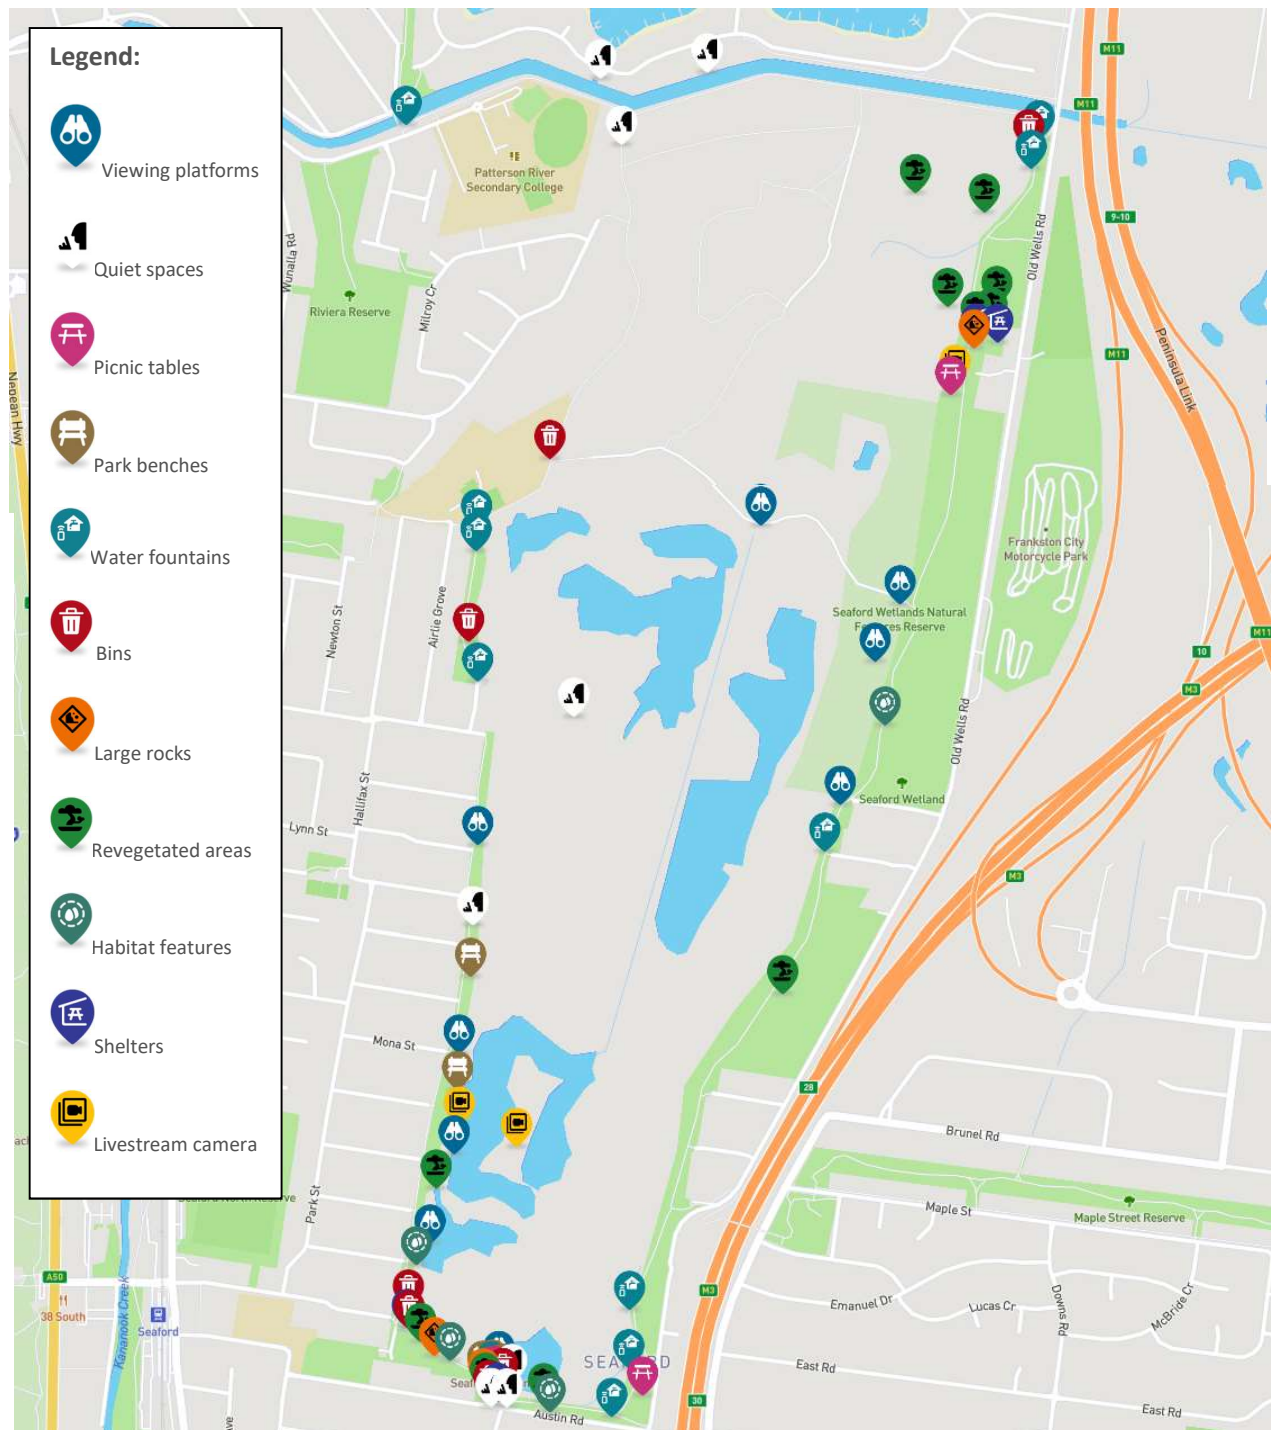 Legend:
Viewing platforms
Quiet spaces
Picnic tables
Park benches
Water fountains
Bins
Large rocks
Revegetated areas
Habitat features
Shelters
Livestream camera
M11
M11
Patterson River
Secondary College
9-10
Wunalla Rd
Old Wells Rd
Riviera Reserve
Milroy Cr
M11
Peninsula Link
Nepean Hwy
Frankston City
Motorcycle Park
Newton St
Airlie Grove
Seaford Wetlands Natural
Features Reserve
M11
10
M3
Old Wells Rd
Hallifax St
Seaford Wetland
Lynn St
M3
Mona St
28
Brunel Rd
Park St
Maple St
Maple Street Reserve
A50
38 South
Kananook Creek
Seaford
M3
Emanuel Dr
Lucas Cr
Downs Rd
McBride Cr
SEAFORD
East Rd
30
Austin Rd
East Rd